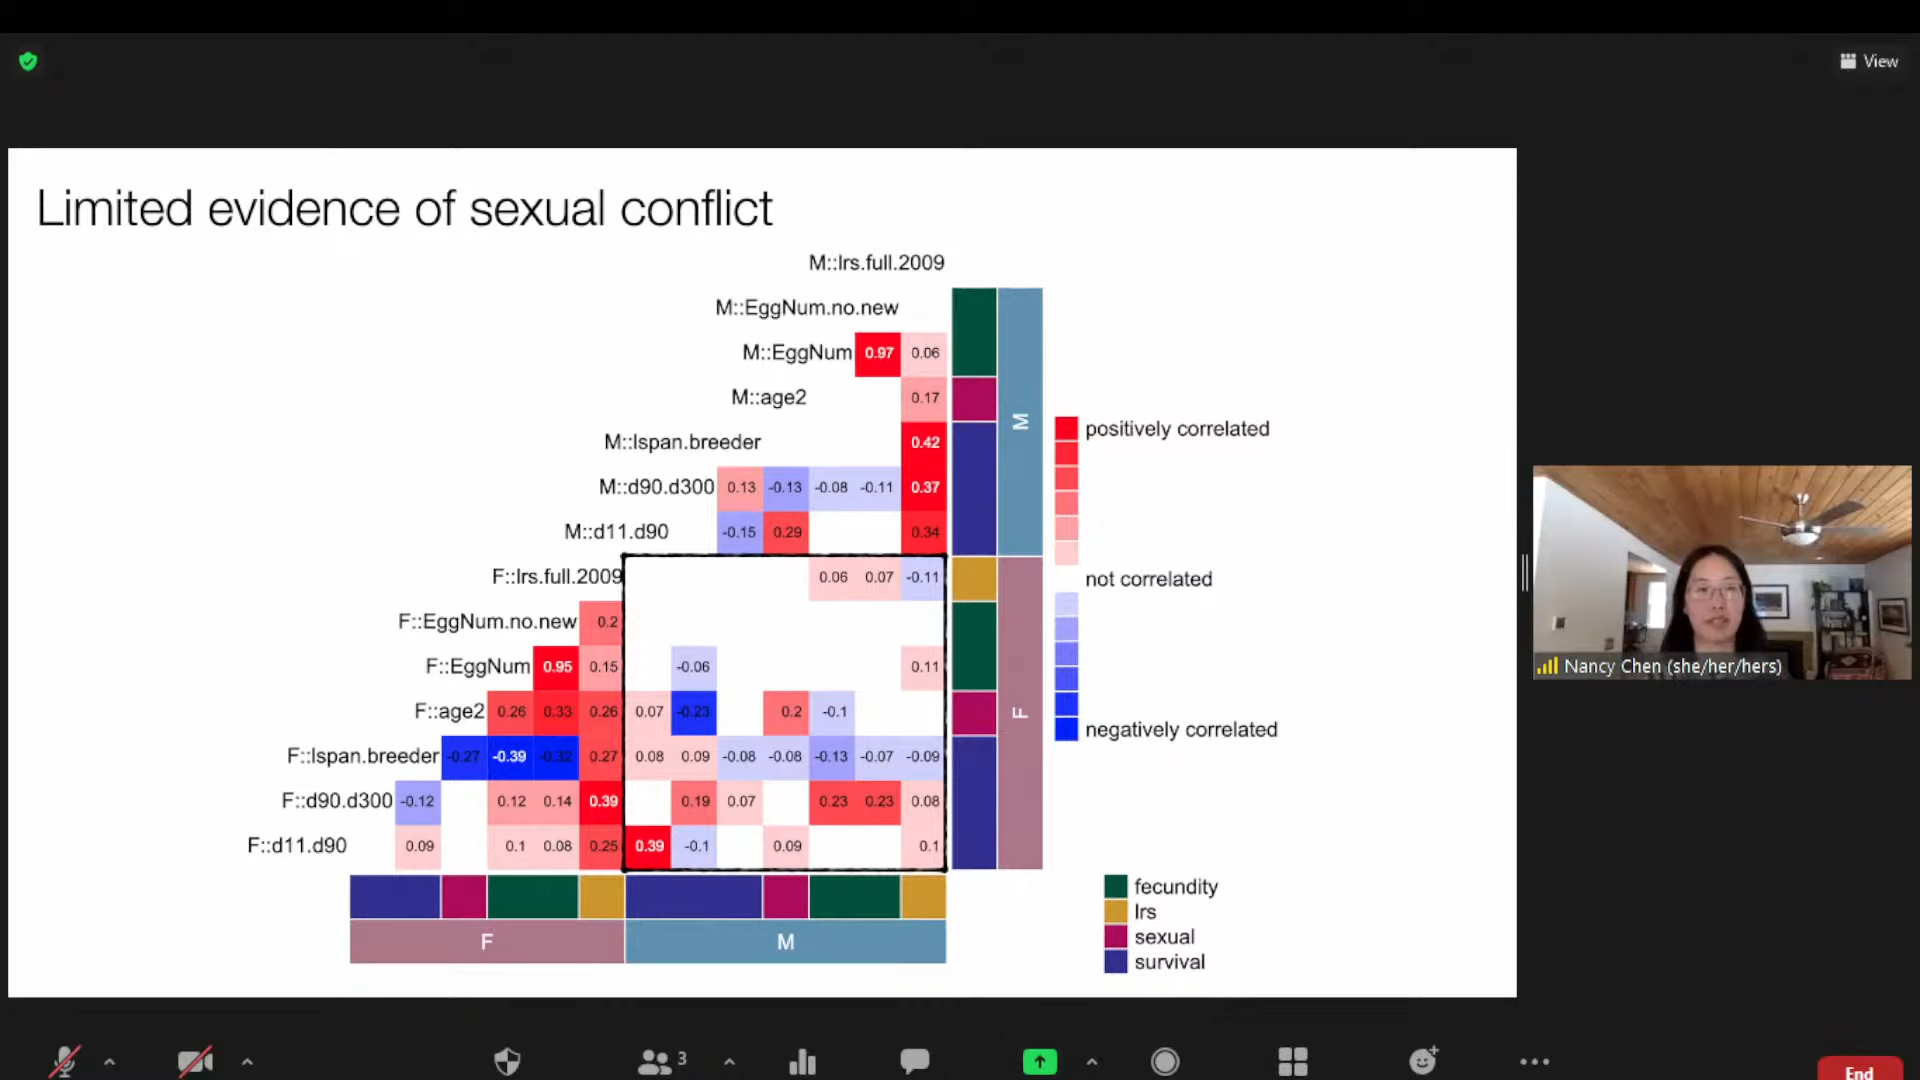 View
Limited evidence of sexual conflict
M::lrs.full.2009
M::EggNum.no.new
M::EggNum 0.97 0.06
M::age2 0.17
M::lspan.breeder 0.42
M::d90.d300 0.13 -0.13 -0.08 -0.11 0.37
M::d11.d90 -0.15 0.29 0.34
F::lrs.full.2009 0.06 0.07 -0.11
F::EggNum.no.new 0.2
F::EggNum 0.95 0.15 -0.06 0.11
F::age2 0.26 0.33 0.26 0.07 -0.23 0.2 -0.1
F::lspan.breeder -0.27 -0.39 -0.32 0.27 0.08 0.09 -0.08 -0.08 -0.13 -0.07 -0.09
F::d90.d300 -0.12 0.12 0.14 0.39 0.19 0.07 0.23 0.23 0.08
F::d11.d90 0.09 0.1 0.08 0.25 0.39 -0.1 0.09 0.1
F M
M
F
positively correlated
not correlated
negatively correlated
fecundity
lrs
sexual
survival
Nancy Chen (she/her/hers)
3
End